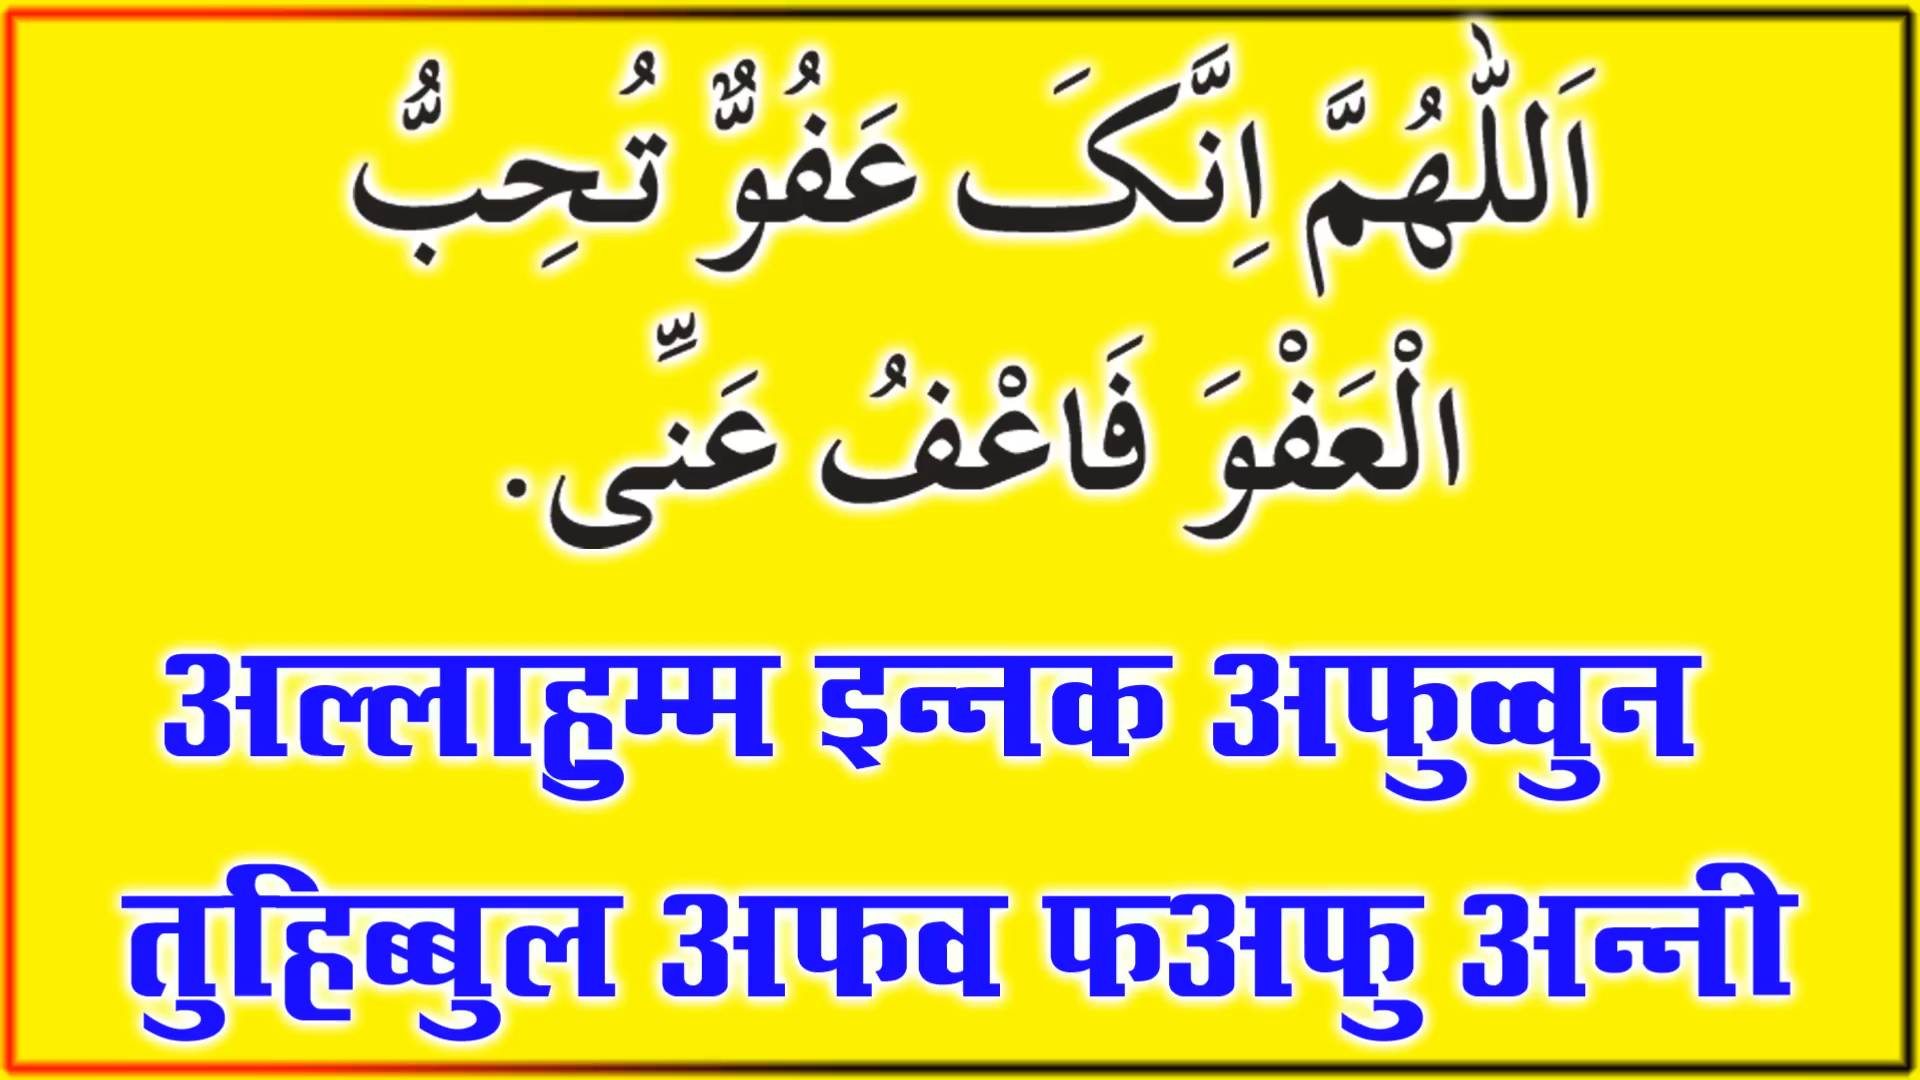 اَللّٰهُمَّ اِنَّکَ عَفُوٌّ تُحِبُّ
الْعَفْوَ فَاعْفُ عَنِّی.
अल्लाहुम्म इन्नक अफुव्वुन
तुहिब्बुल अफव फअफु अन्नी